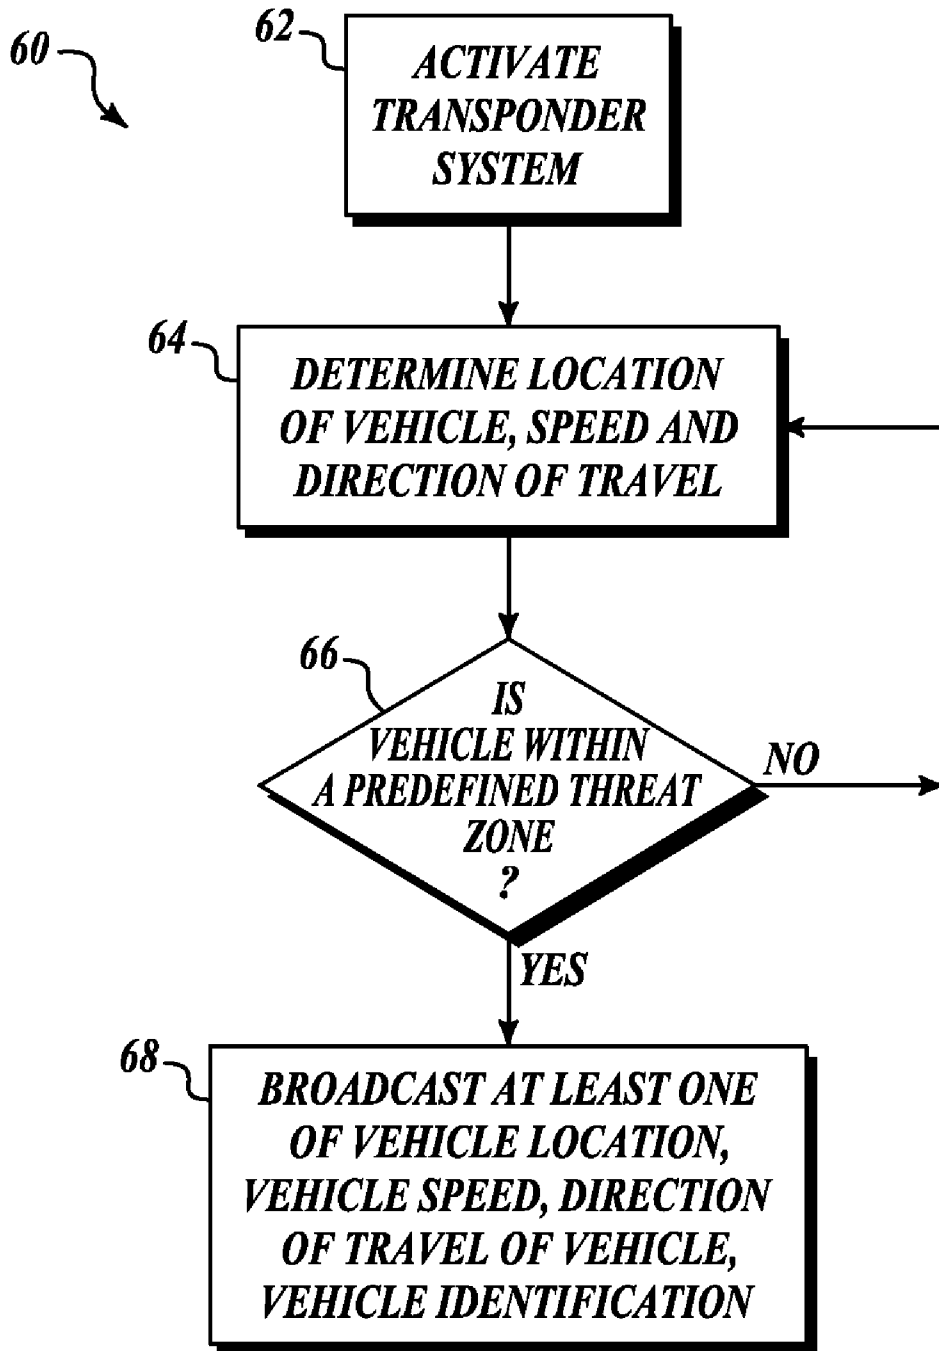 60
62
ACTIVATE
TRANSPONDER
SYSTEM
64
DETERMINE LOCATION
OF VEHICLE, SPEED AND
DIRECTION OF TRAVEL
66
IS
VEHICLE WITHIN
A PREDEFINED THREAT
ZONE
?
NO
YES
68
BROADCAST AT LEAST ONE
OF VEHICLE LOCATION,
VEHICLE SPEED, DIRECTION
OF TRAVEL OF VEHICLE,
VEHICLE IDENTIFICATION